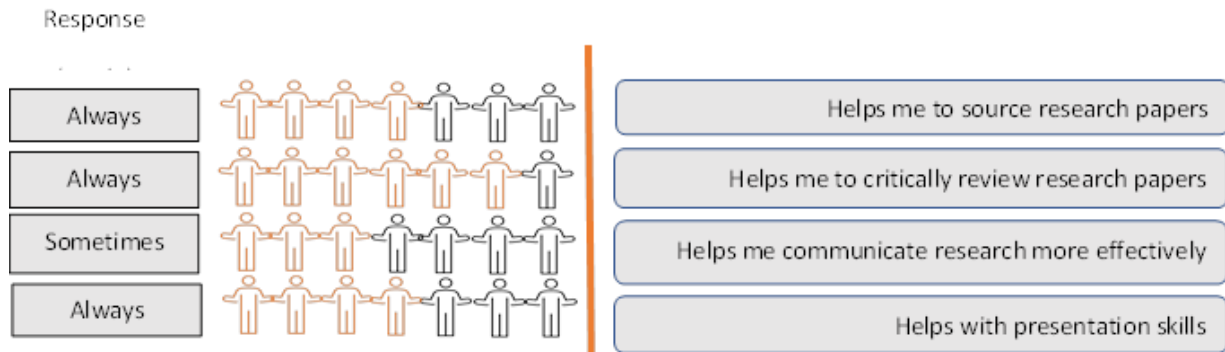 Response
Always
Helps me to source research papers
Always
Helps me to critically review research papers
Sometimes
Helps me communicate research more effectively
Always
Helps with presentation skills